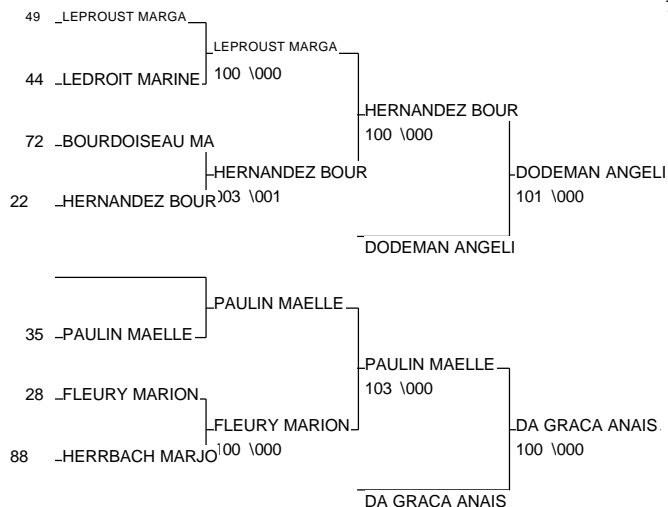 49 LEPROUST MARGA
LEPROUST MARGA
100 \000
44 LEDROIT MARINE
HERNANDEZ BOUR
100 \000
72 BOURDOISEAU MA
HERNANDEZ BOUR
003 \001
22 HERNANDEZ BOUR
DODEMAN ANGELI
101 \000
DODEMAN ANGELI
PAULIN MAELLE
35 PAULIN MAELLE
PAULIN MAELLE
103 \000
28 FLEURY MARION
FLEURY MARION
100 \000
88 HERRBACH MARJO
DA GRACA ANAIS
100 \000
DA GRACA ANAIS